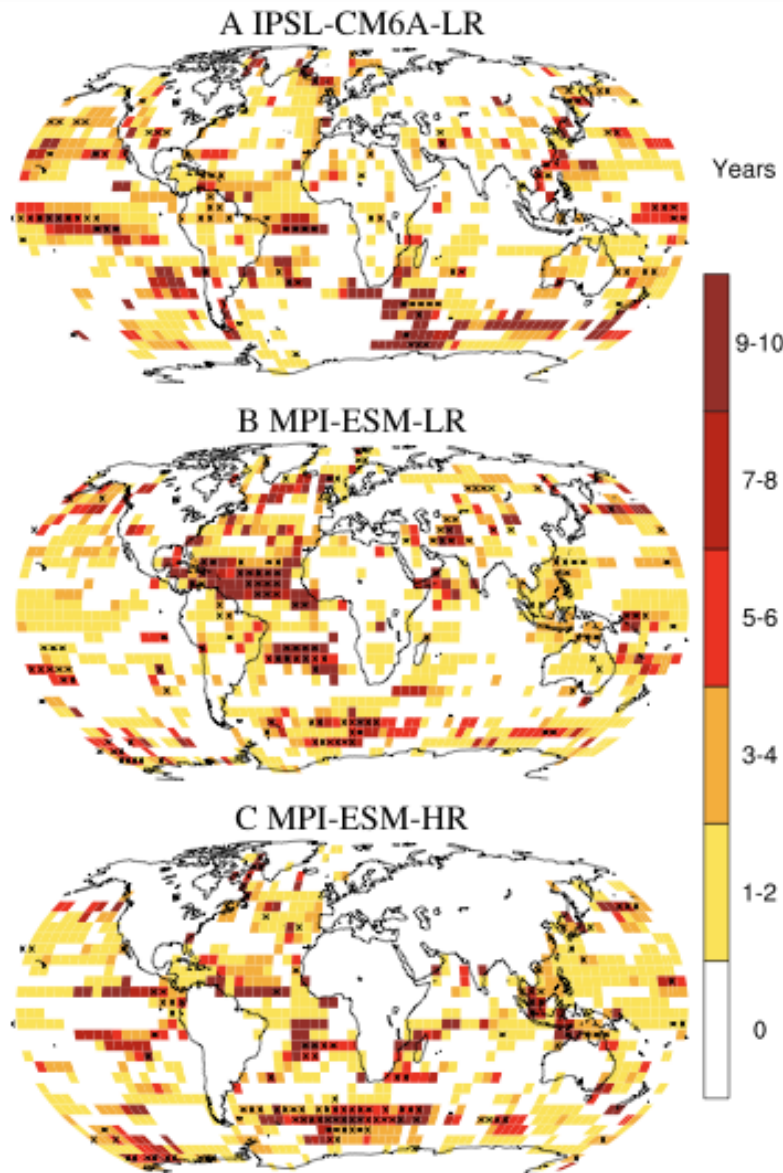 A IPSL-CM6A-LR
Years
9-10
7-8
5-6
3-4
1-2
0
B MPI-ESM-LR
C MPI-ESM-HR